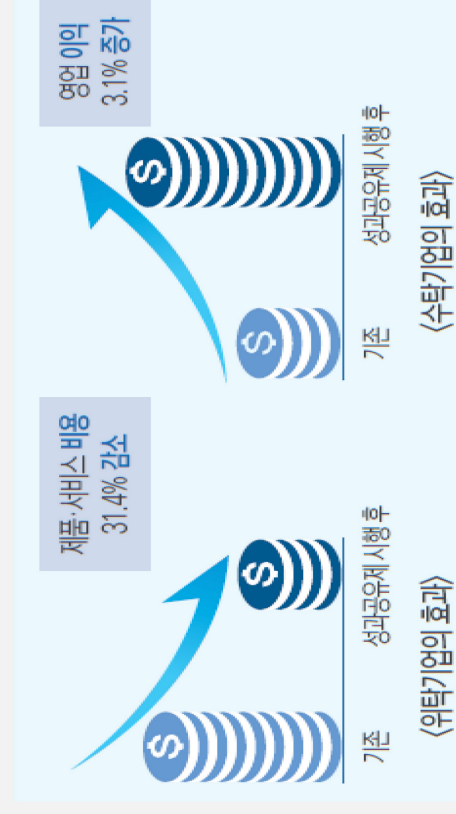 제품·서비스 비용
31.4% 감소
$
$
기존
성과공유제 시행 후
〈위탁기업의 효과〉
영업 이익
3.1% 증가
$
$
기존
성과공유제 시행 후
〈수탁기업의 효과〉